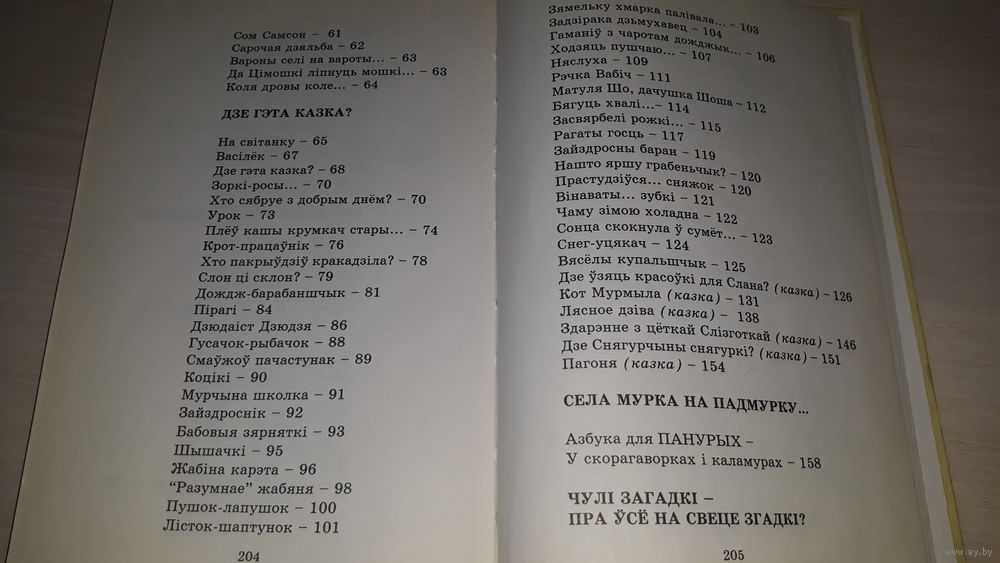 Сом Самсон – 61
Сарочая дзяльба – 62
Вароны селі на вароты... – 63
Да Цімошкі ліпнуць мошкі... – 63
Коля дровы коле... – 64
ДЗЕ ГЭТА КАЗКА?
На світанку – 65
Васілёк – 67
Дзе гэта казка? – 68
Зоркі-росы... – 70
Хто сябруе з добрым днём? – 70
Урок – 73
Плёў кашы крумкач стары... – 74
Крот-працаўнік – 76
Хто пакрыўдзіў кракадзіла? – 78
Слон ці склон? – 79
Дождж-барабаншчык – 81
Пірагі – 84
Дзюдаіст Дзюдзя – 86
Гусачок-рыбачок – 88
Смаўжоў пачастунак – 89
Коцікі – 90
Мурчына школка – 91
Зайздроснік – 92
Бабовыя зярняткі – 93
Шышачкі – 95
Жабіна карэта – 96
“Разумнае” жабяня – 98
Пушок-лапушок – 100
Лісток-шаптунок – 101
204
Зямельку хмарка палівала... – 103
Задзірака дзьмухавец – 104
Гаманіў з чаротам дожджык... – 106
Ходзяць пушчаю... – 107
Няслуха – 109
Рэчка Вабіч – 111
Матуля Шо, дачушка Шоша – 112
Бягуць хвалі...– 114
Засвярбелі рожкі... – 115
Рагаты госць – 117
Зайздросны баран – 119
Нашто яршу грабеньчык? – 120
Прастудзіўся... сняжок – 120
Вінаваты... зубкі – 121
Чаму зімою холадна – 122
Сонца скокнула ў сумёт... – 123
Снег-уцякач – 124
Вясёлы купальшчык – 125
Дзе ўзяць красоўкі для Слана? (казка) – 126
Кот Мурмыла (казка) – 131
Лясное дзіва (казка) – 138
Здарэнне з цёткай Слізготкай (казка) – 146
Дзе Снягурчыны снягуркі? (казка) – 151
Пагоня (казка) – 154
СЕЛА МУРКА НА ПАДМУРКУ...
Азбука для ПАНУРЫХ –
У скорагаворках і каламурах – 158
ЧУЛІ ЗАГАДКІ –
ПРА ЎСЁ НА СВЕЦЕ ЗГАДКІ?
205
www.ay.by